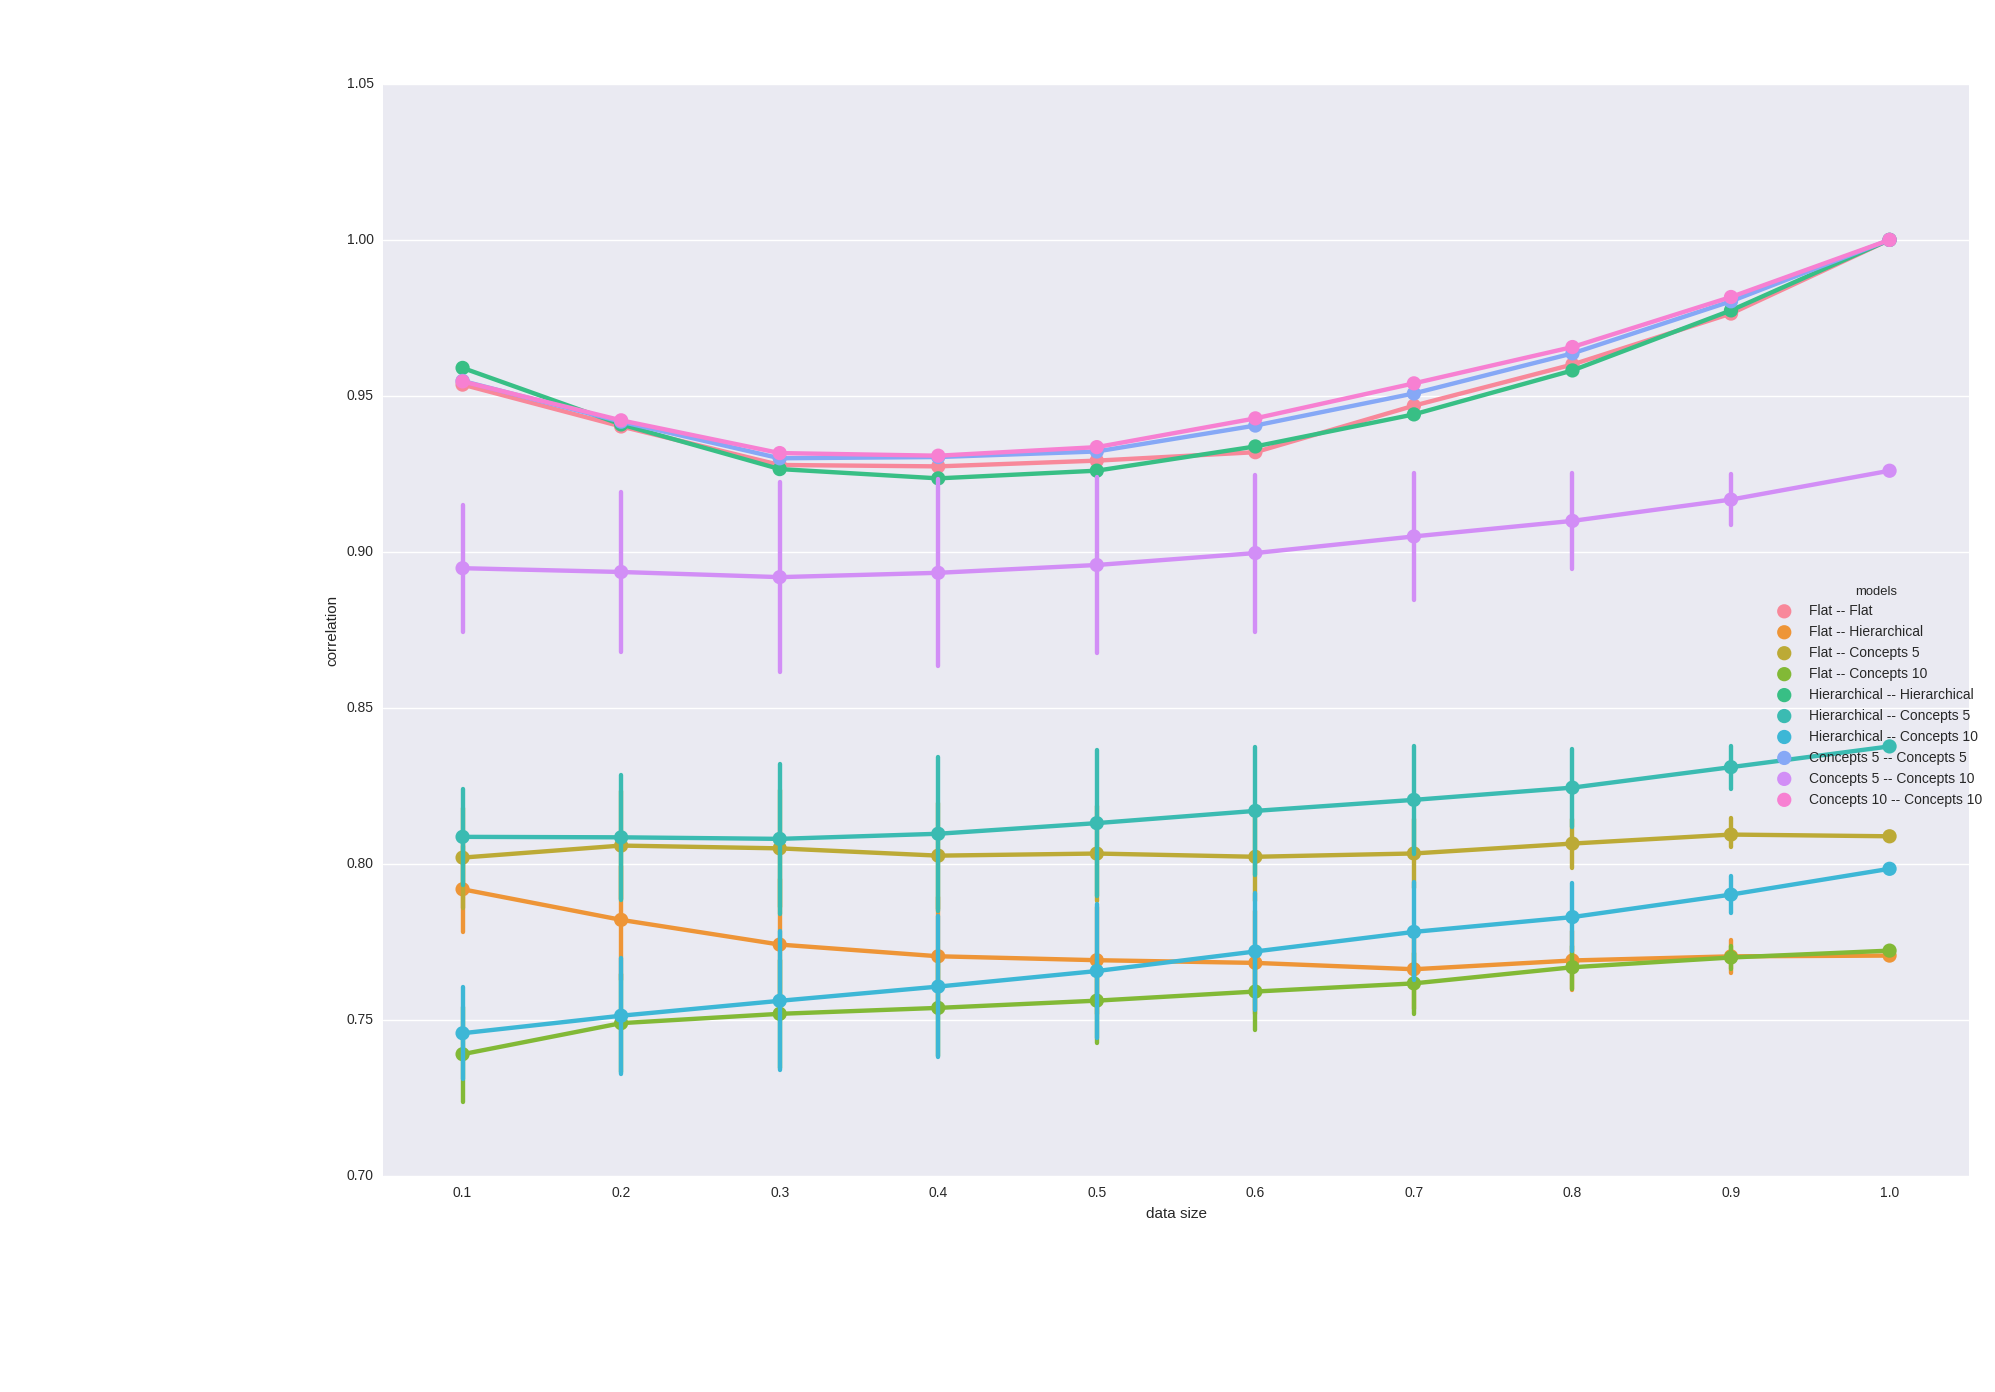 1.05
1.00
0.95
0.90
0.85
0.80
0.75
0.70
correlation
models
Flat -- Flat
Flat -- Hierarchical
Flat -- Concepts 5
Flat -- Concepts 10
Hierarchical -- Hierarchical
Hierarchical -- Concepts 5
Hierarchical -- Concepts 10
Concepts 5 -- Concepts 5
Concepts 5 -- Concepts 10
Concepts 10 -- Concepts 10
0.1 0.2 0.3 0.4 0.5 0.6 0.7 0.8 0.9 1.0
data size